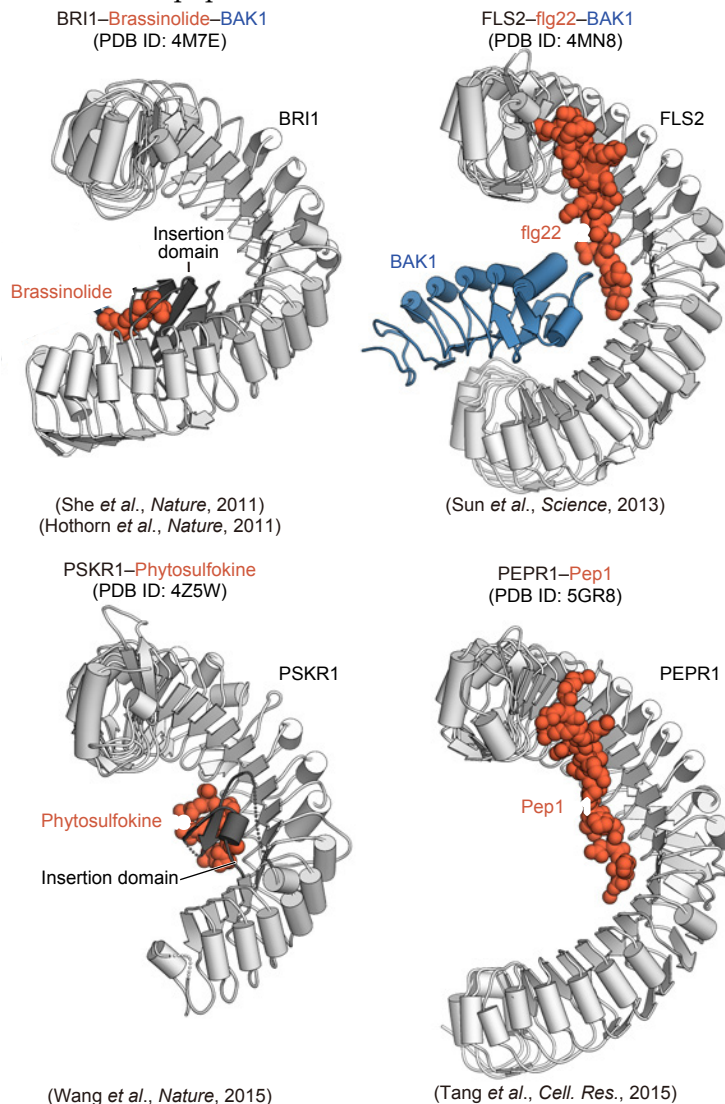 BRI1–Brassinolide–BAK1
(PDB ID: 4M7E)
BRI1
Insertion
domain
Brassinolide
(She et al., Nature, 2011)
(Hothorn et al., Nature, 2011)
FLS2–flg22–BAK1
(PDB ID: 4MN8)
FLS2
flg22
BAK1
(Sun et al., Science, 2013)
PSKR1–Phytosulfokine
(PDB ID: 4Z5W)
PSKR1
Phytosulfokine
Insertion domain
(Wang et al., Nature, 2015)
PEPR1–Pep1
(PDB ID: 5GR8)
PEPR1
Pep1
(Tang et al., Cell. Res., 2015)